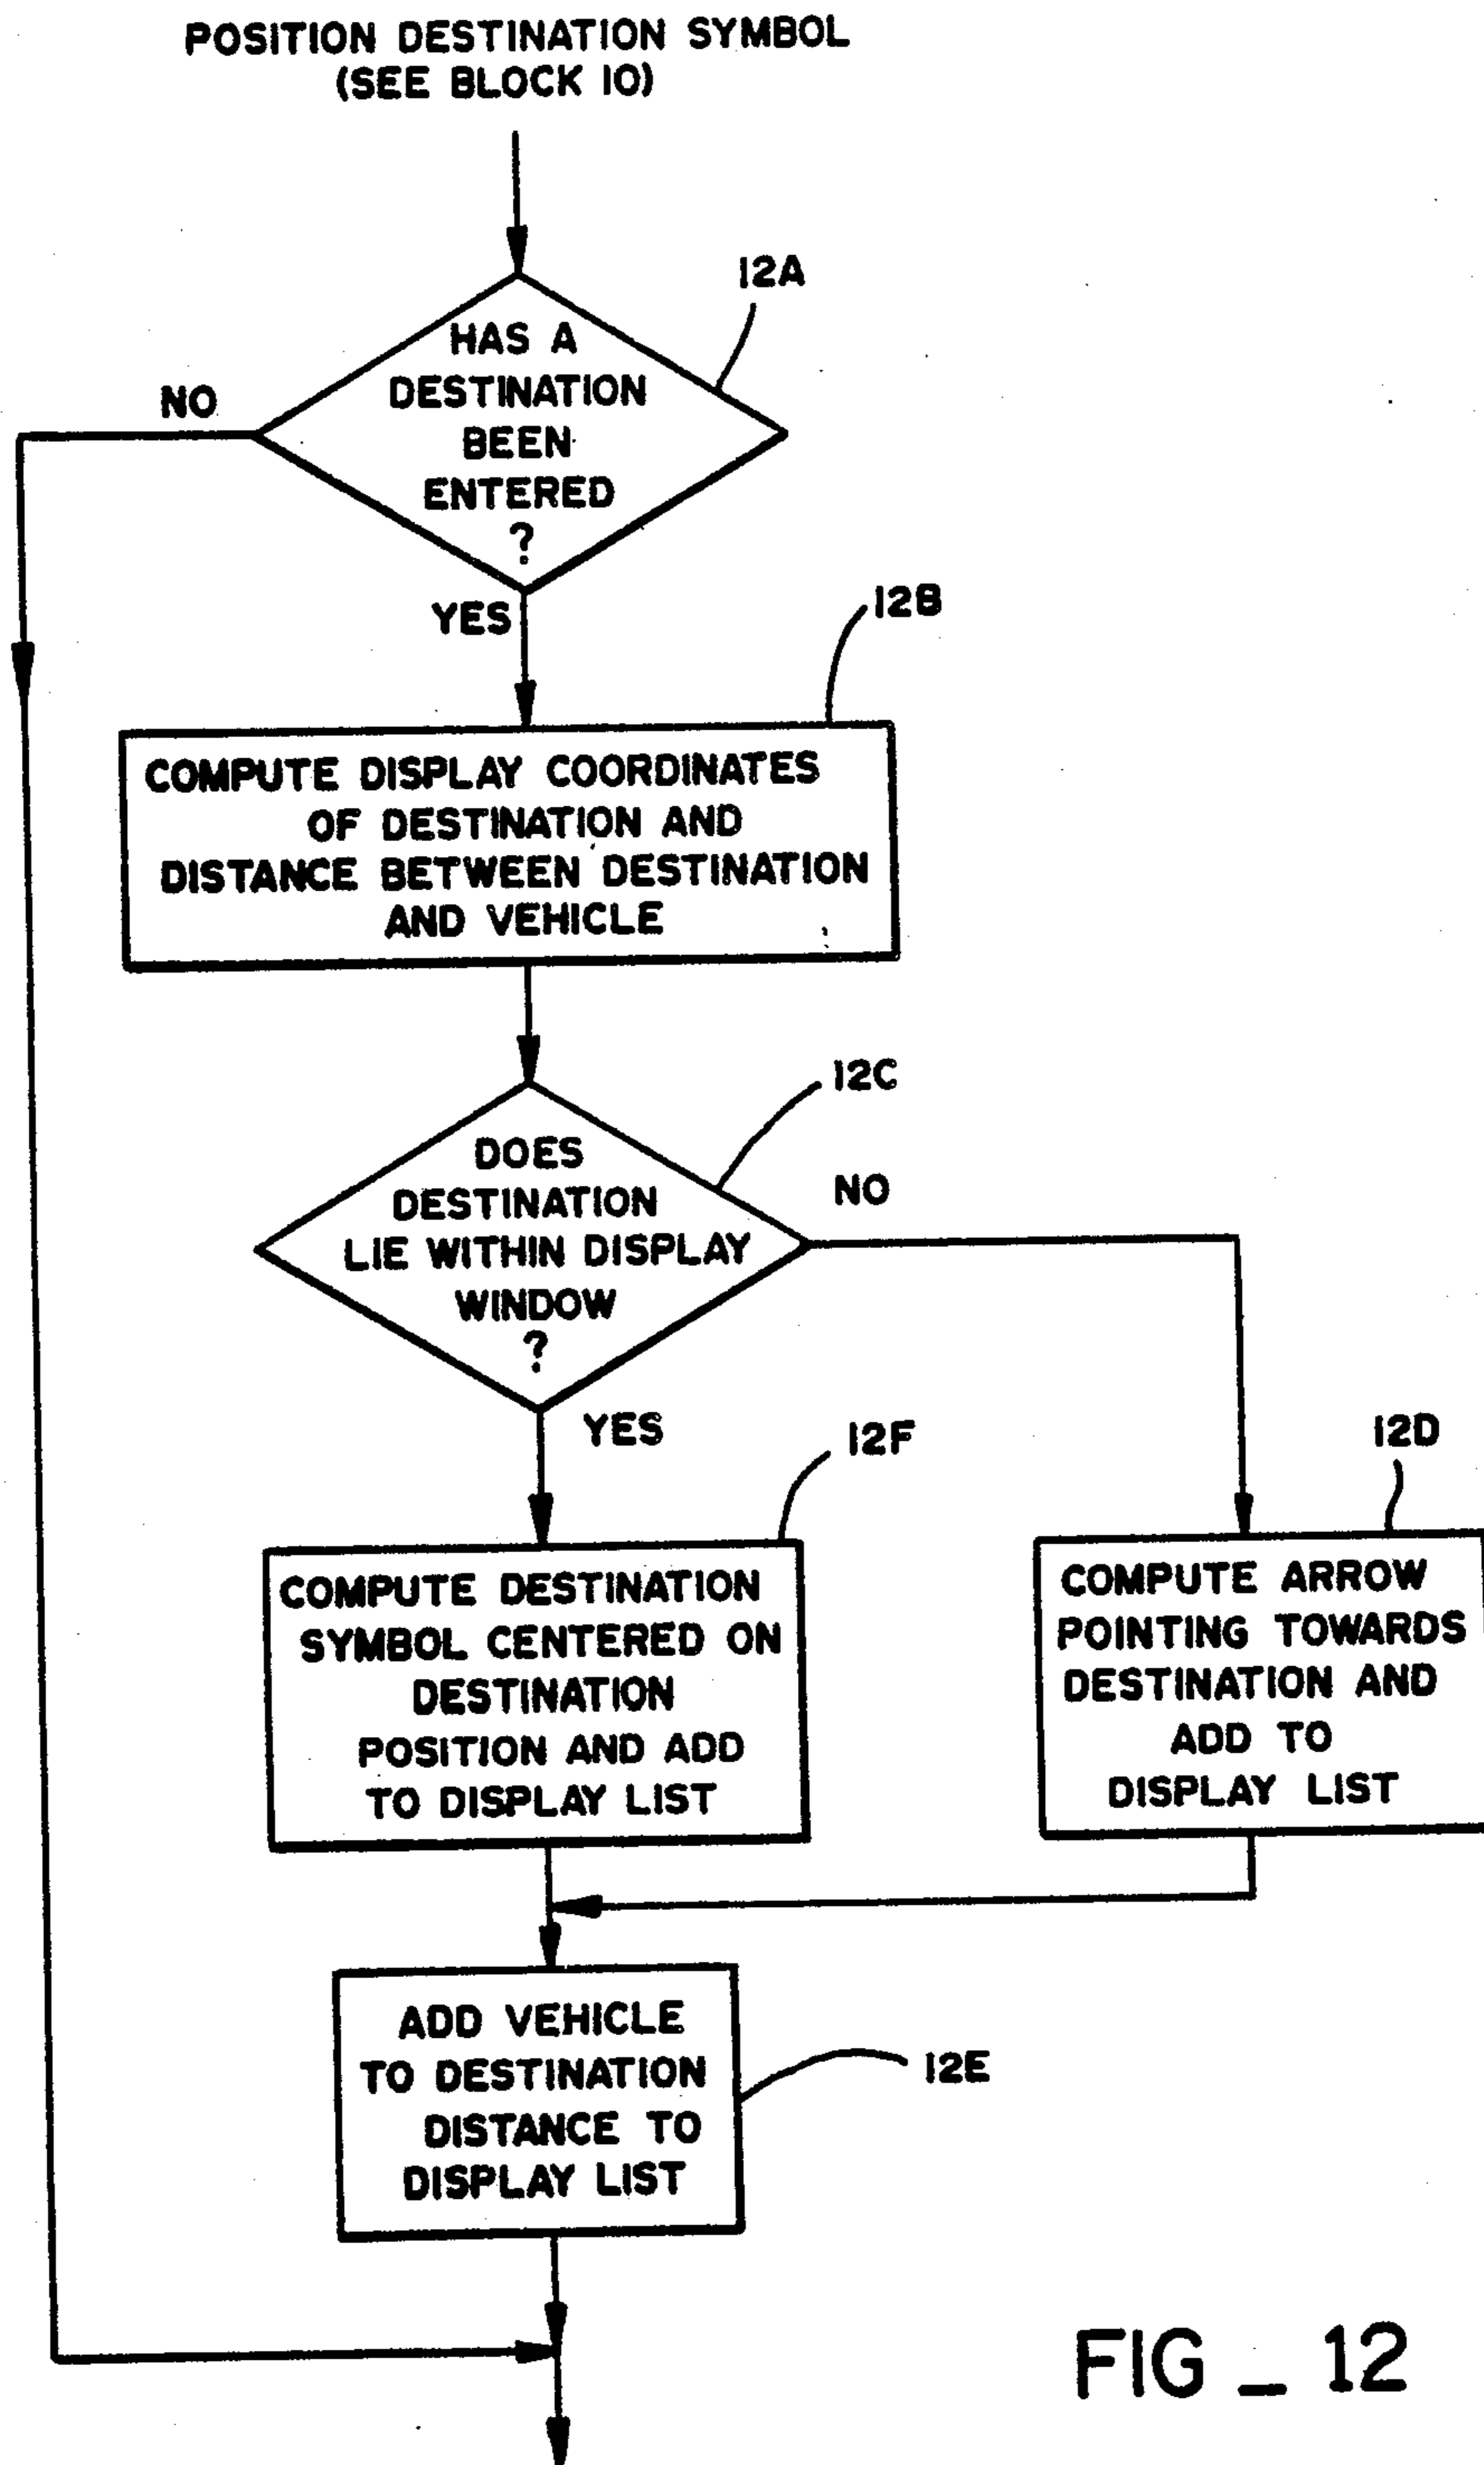 POSITION DESTINATION SYMBOL
(SEE BLOCK 10)
12A
HAS A
DESTINATION
BEEN
ENTERED
?
NO
YES
12B
COMPUTE DISPLAY COORDINATES
OF DESTINATION AND
DISTANCE BETWEEN DESTINATION
AND VEHICLE
12C
DOES
DESTINATION
LIE WITHIN DISPLAY
WINDOW
?
NO
YES
12F
COMPUTE DESTINATION
SYMBOL CENTERED ON
DESTINATION
POSITION AND ADD
TO DISPLAY LIST
12D
COMPUTE ARROW
POINTING TOWARDS
DESTINATION AND
ADD TO
DISPLAY LIST
ADD VEHICLE
TO DESTINATION
DISTANCE TO
DISPLAY LIST
12E
FIG _ 12